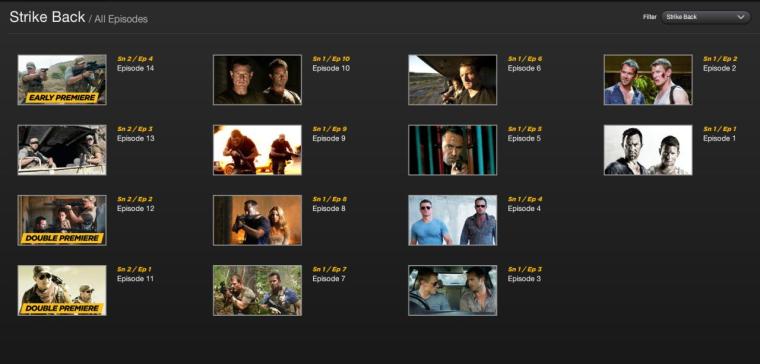 Strike Back / All Episodes
Filter
Strike Back
Sn 2 / Ep 4
Episode 14
EARLY PREMIERE
Sn 1 / Ep 10
Episode 10
Sn 1 / Ep 6
Episode 6
Sn 1 / Ep 2
Episode 2
Sn 2 / Ep 3
Episode 13
Sn 1 / Ep 9
Episode 9
Sn 1 / Ep 5
Episode 5
Sn 1 / Ep 1
Episode 1
Sn 2 / Ep 2
Episode 12
DOUBLE PREMIERE
Sn 1 / Ep 8
Episode 8
Sn 1 / Ep 4
Episode 4
Sn 2 / Ep 1
Episode 11
DOUBLE PREMIERE
Sn 1 / Ep 7
Episode 7
Sn 1 / Ep 3
Episode 3